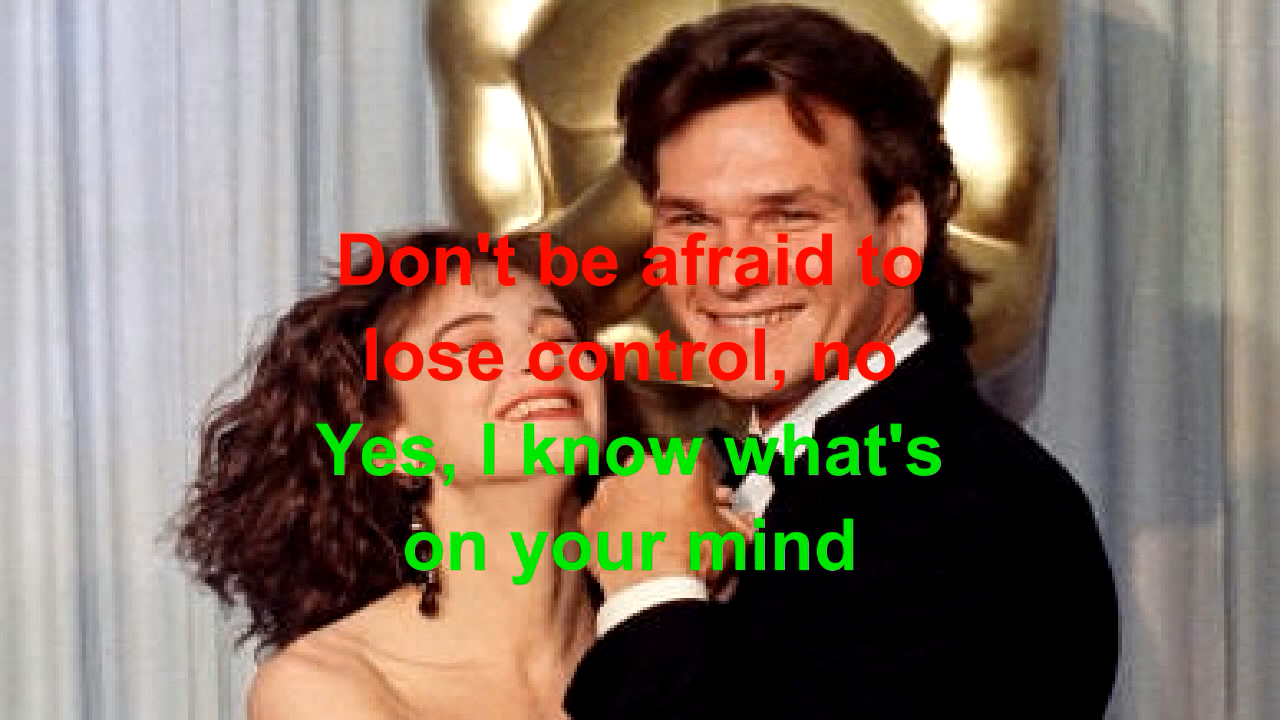 Don't be afraid to
lose control, no
Yes, I know what's
on your mind